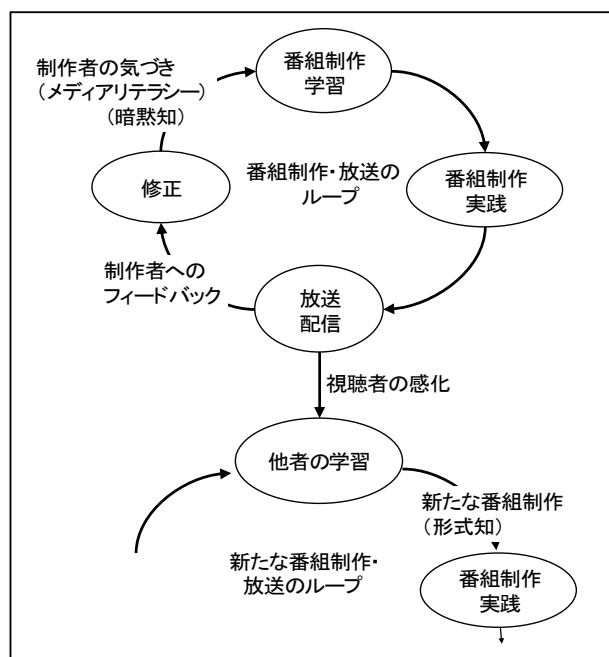 制作者の気づき
（メディアリテラシー）
（暗黙知）
番組制作
学習
修正
番組制作・放送の
ループ
番組制作
実践
制作者への
フィードバック
放送
配信
視聴者の感化
他者の学習
新たな番組制作
（形式知）
新たな番組制作・
放送のループ
番組制作
実践